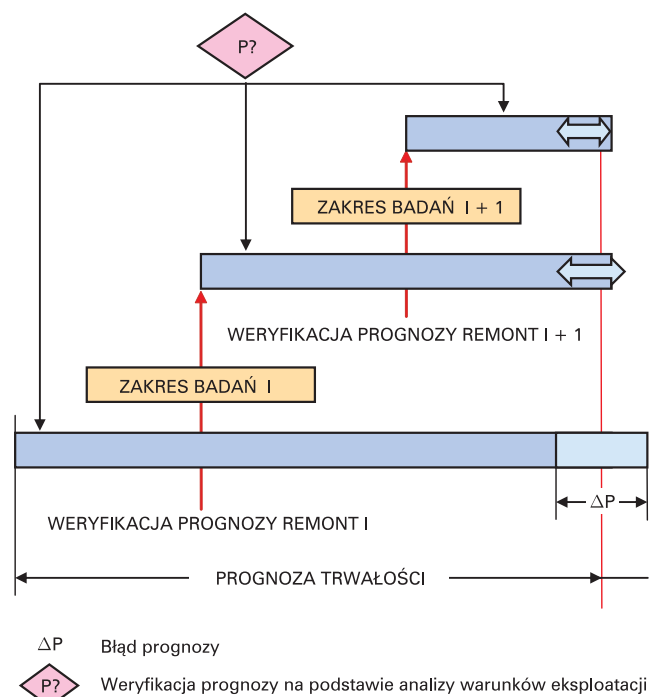 P?
ZAKRES BADAŃ I + 1
WERYFIKACJA PROGNOZY REMONT I + 1
ZAKRES BADAŃ I
ΔP
WERYFIKACJA PROGNOZY REMONT I
PROGNOZA TRWAŁOŚCI
ΔP Błąd prognozy
P? Weryfikacja prognozy na podstawie analizy warunków eksploatacji